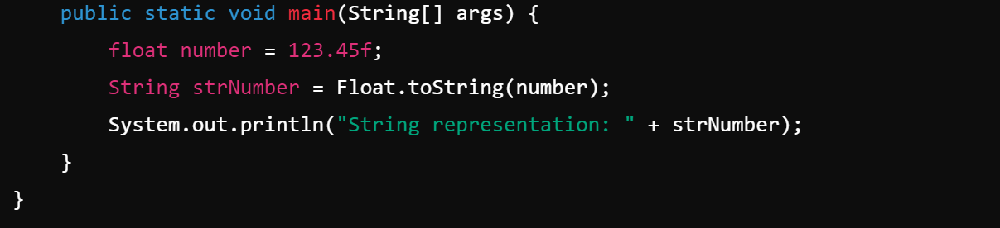 public static void main(String[] args) {
float number = 123.45f;
String strNumber = Float.toString(number);
System.out.println("String representation: " + strNumber);
}
}